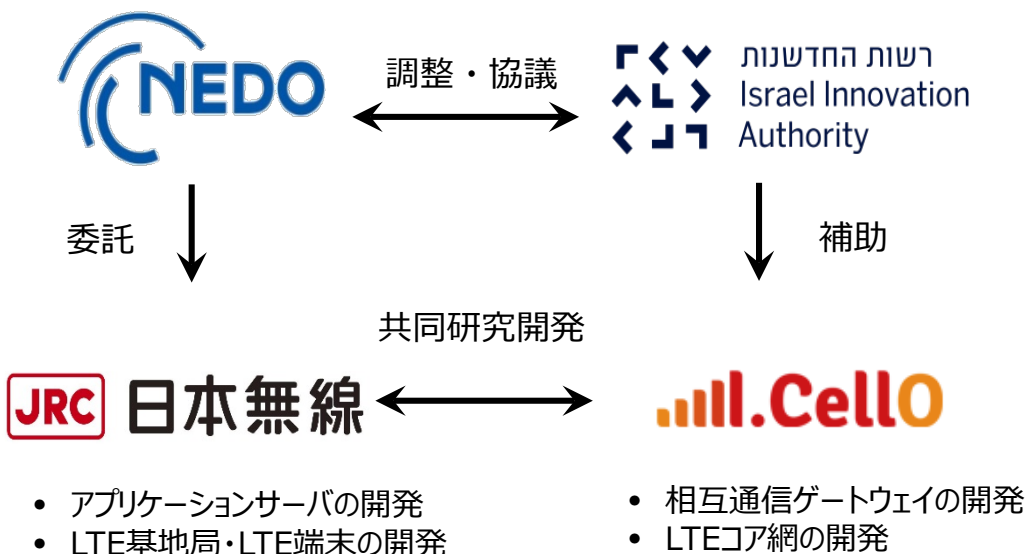 NEDO
調整・協議
רשות החדשנות
Israel Innovation
Authority
委託
補助
共同研究開発
JRC 日本無線
.CellO
• アプリケーションサーバの開発
• LTE基地局・LTE端末の開発
• 相互通信ゲートウェイの開発
• LTEコア網の開発